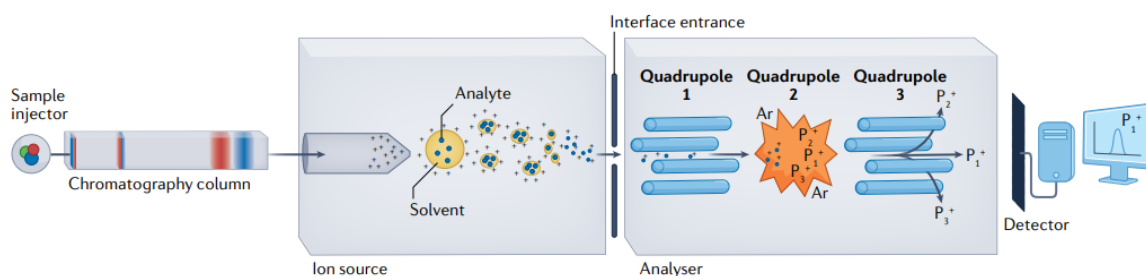 Sample
injector
Chromatography column
Analyte
Solvent
Ion source
Interface entrance
Quadrupole
1
Quadrupole
2
Quadrupole
3
Ar
P₂⁺
P₁
P₃⁺
Ar
P₂⁺
P₁⁺
P₃⁺
Analyser
Detector
P₁⁺